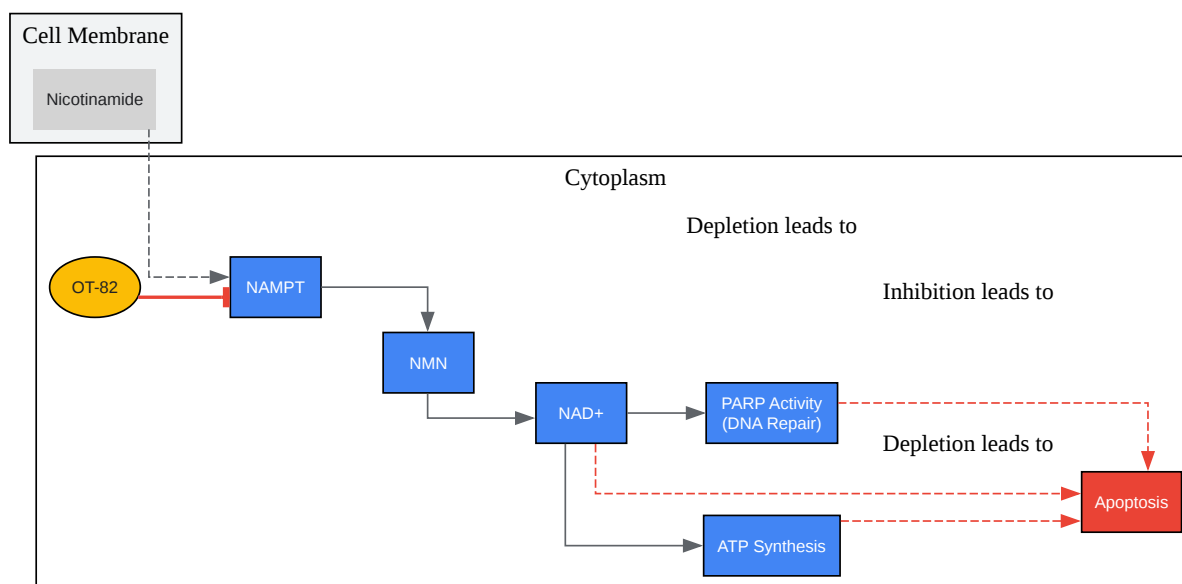 Cell Membrane
Nicotinamide
Cytoplasm
Depletion leads to
OT-82
NAMPT
Inhibition leads to
NMN
NAD+
PARP Activity
(DNA Repair)
Depletion leads to
Apoptosis
ATP Synthesis